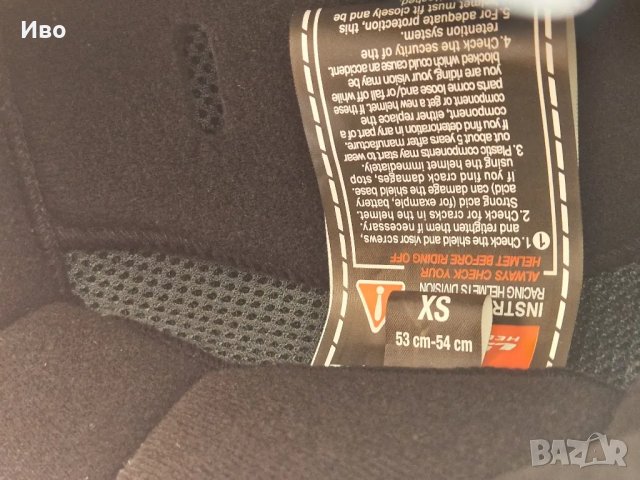 Иво
INSTR
RACING HELMETS DIVISION
ALWAYS CHECK YOUR
HELMET BEFORE RIDING OFF
1. Check the shield and visor screws,
and retighten them if necessary.
2. Check for cracks in the helmet.
Strong acid (for example, battery
acid) can damage the shield base.
If you find crack damages, stop
using the helmet immediately.
3. Plastic components may start to wear
out about 5 years after manufacture.
If you find deterioration in any part of a
component, either replace the
component or get a new helmet. If these
parts come loose and/or fall off while
you are riding, your vision may be
blocked which could cause an accident.
4. Check the security of the
retention system.
5. For adequate protection, this
helmet must fit closely and be
HE
XS
53 cm-54 cm
BAZAR